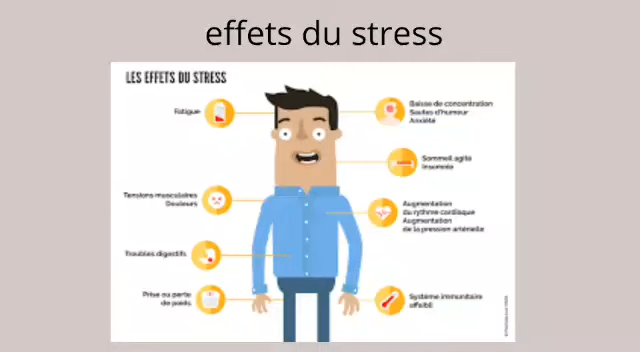 effets du stress
LES EFFETS DU STRESS
Fatigue
Baisse de concentration
Sautes d'humeur
Anxiété
Sommeil agité
Insomnie
Tensions musculaires
Douleurs
Augmentation
du rythme cardiaque
Augmentation
de la pression artérielle
Troubles digestifs
Prise ou perte
de poids
Système immunitaire
affaibli